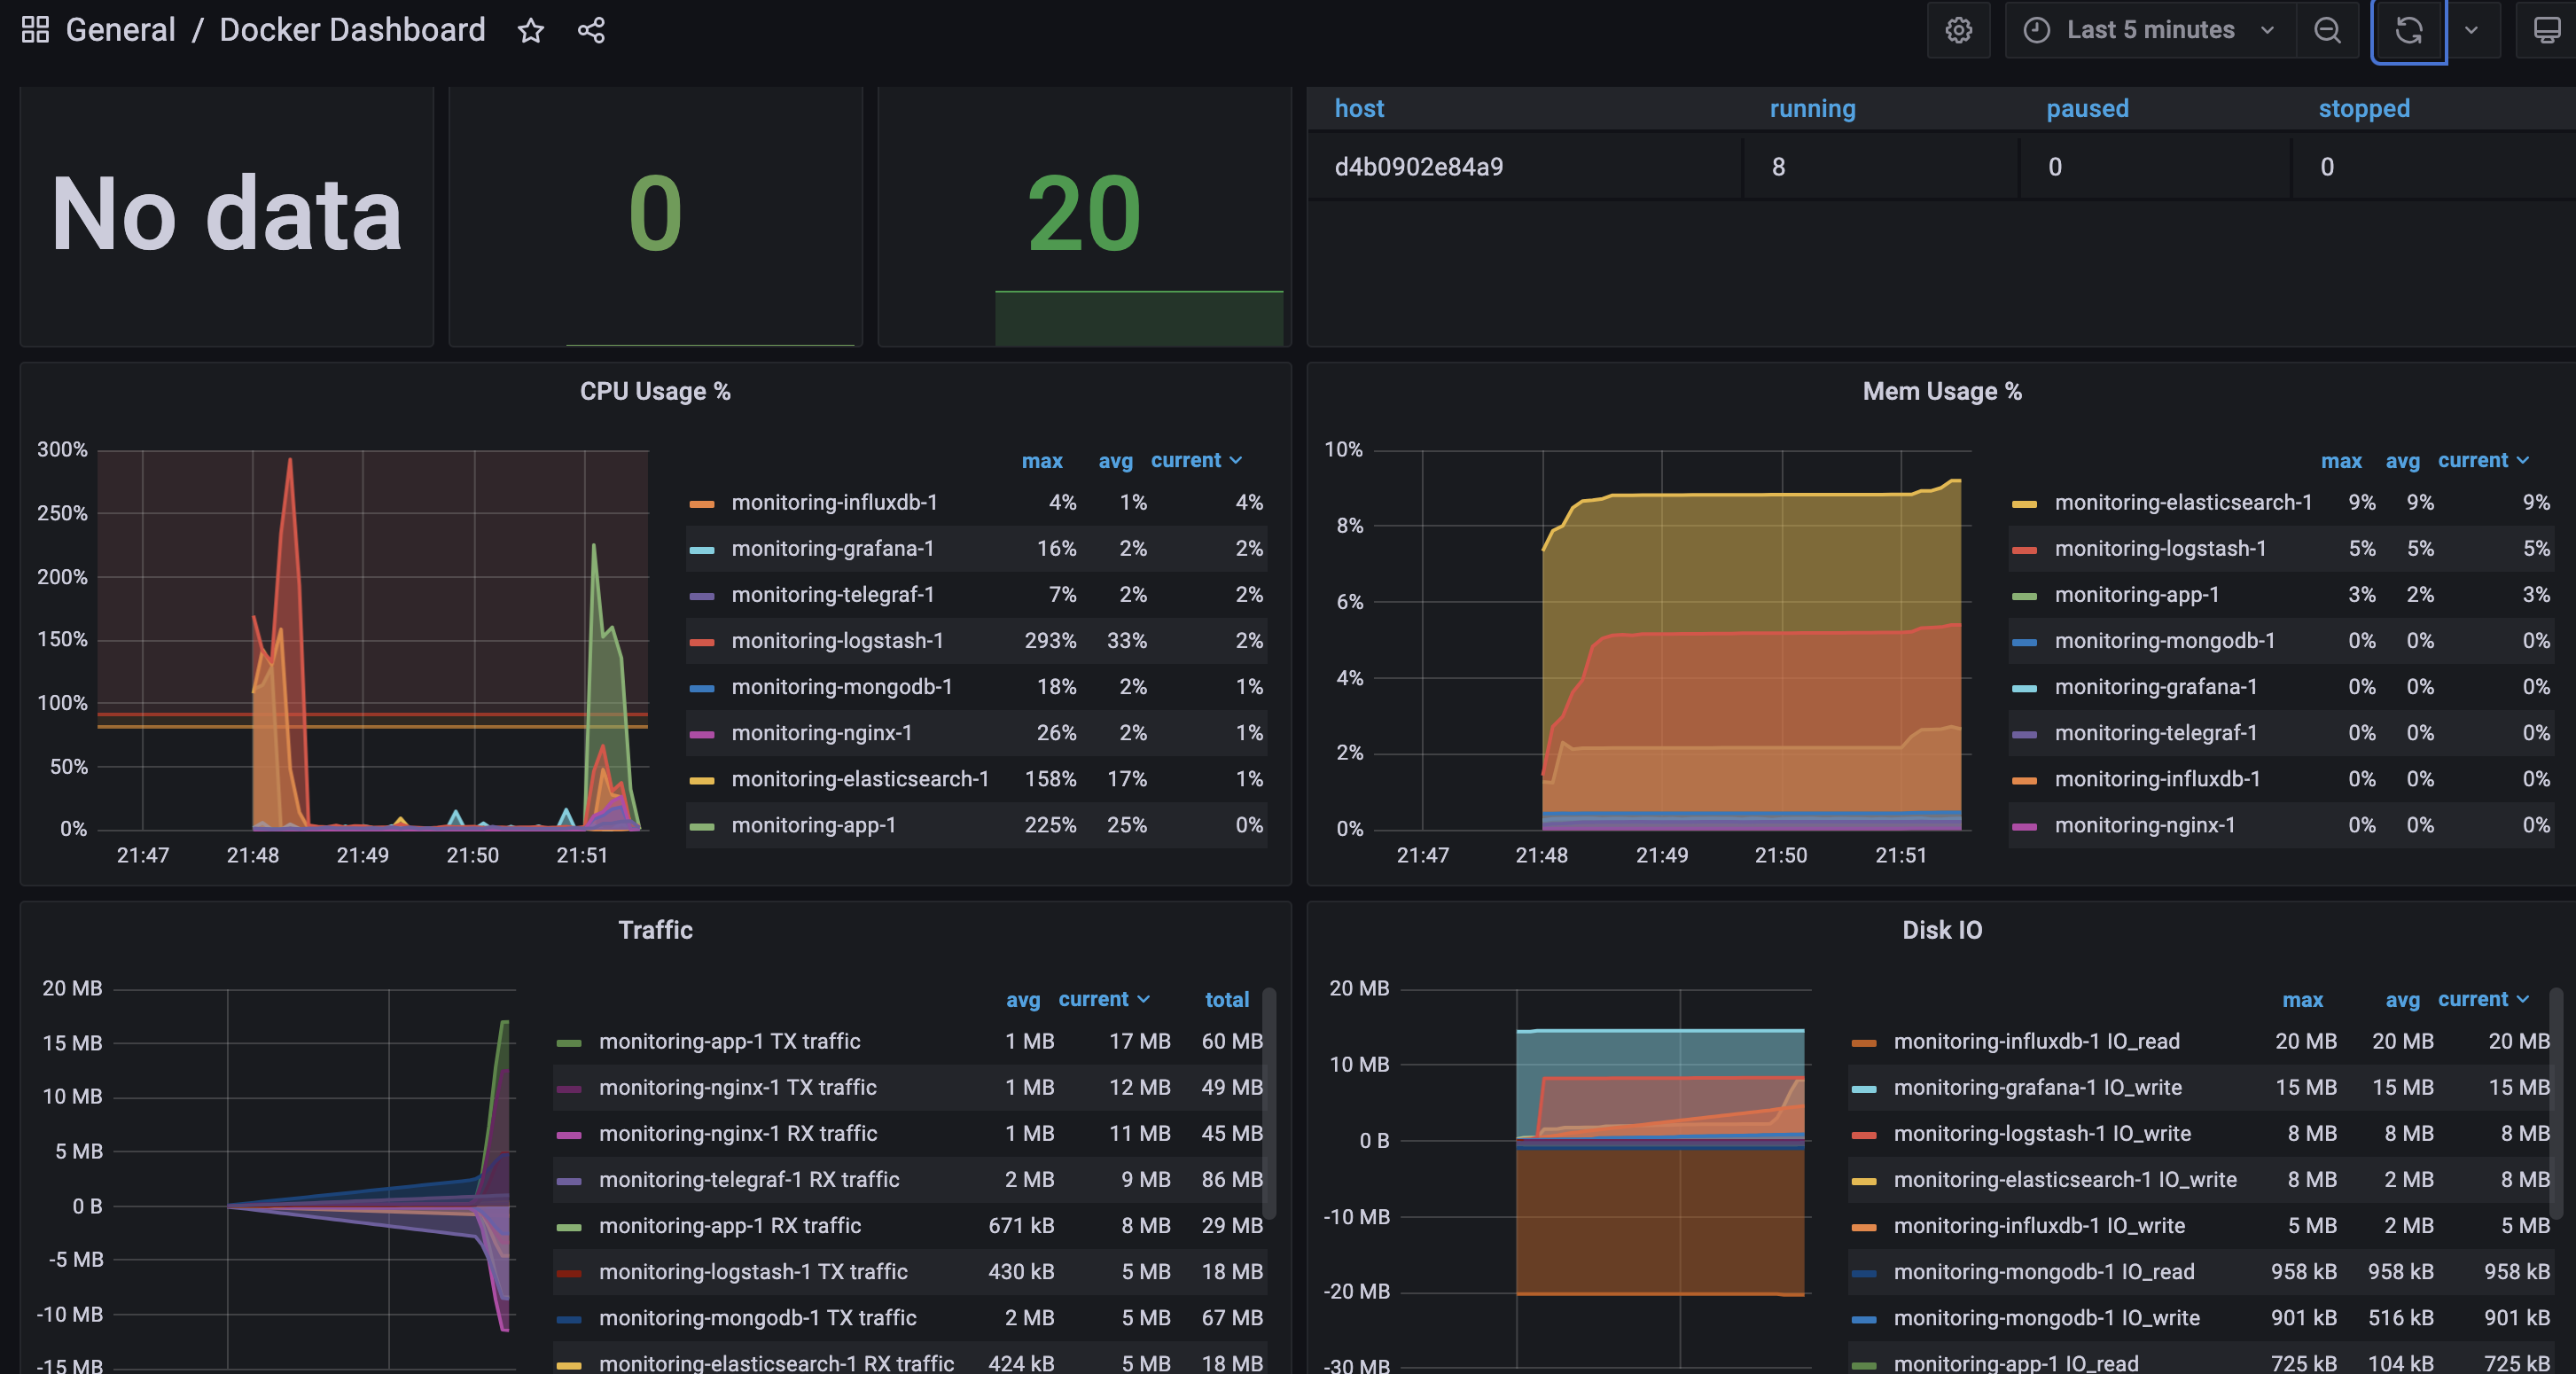 General / Docker Dashboard
Last 5 minutes
No data
0
20
host running paused stopped
d4b0902e84a9 8 0 0
CPU Usage %
300%
250%
200%
150%
100%
50%
0%
21:47 21:48 21:49 21:50 21:51
max avg current
monitoring-influxdb-1 4% 1% 4%
monitoring-grafana-1 16% 2% 2%
monitoring-telegraf-1 7% 2% 2%
monitoring-logstash-1 293% 33% 2%
monitoring-mongodb-1 18% 2% 1%
monitoring-nginx-1 26% 2% 1%
monitoring-elasticsearch-1 158% 17% 1%
monitoring-app-1 225% 25% 0%
Mem Usage %
10%
8%
6%
4%
2%
0%
21:47 21:48 21:49 21:50 21:51
max avg current
monitoring-elasticsearch-1 9% 9% 9%
monitoring-logstash-1 5% 5% 5%
monitoring-app-1 3% 2% 3%
monitoring-mongodb-1 0% 0% 0%
monitoring-grafana-1 0% 0% 0%
monitoring-telegraf-1 0% 0% 0%
monitoring-influxdb-1 0% 0% 0%
monitoring-nginx-1 0% 0% 0%
Traffic
20 MB
15 MB
10 MB
5 MB
0 B
-5 MB
-10 MB
-15 MB
avg current total
monitoring-app-1 TX traffic 1 MB 17 MB 60 MB
monitoring-nginx-1 TX traffic 1 MB 12 MB 49 MB
monitoring-nginx-1 RX traffic 1 MB 11 MB 45 MB
monitoring-telegraf-1 RX traffic 2 MB 9 MB 86 MB
monitoring-app-1 RX traffic 671 kB 8 MB 29 MB
monitoring-logstash-1 TX traffic 430 kB 5 MB 18 MB
monitoring-mongodb-1 TX traffic 2 MB 5 MB 67 MB
monitoring-elasticsearch-1 RX traffic 424 kB 5 MB 18 MB
Disk IO
20 MB
10 MB
0 B
-10 MB
-20 MB
-30 MB
max avg current
monitoring-influxdb-1 IO_read 20 MB 20 MB 20 MB
monitoring-grafana-1 IO_write 15 MB 15 MB 15 MB
monitoring-logstash-1 IO_write 8 MB 8 MB 8 MB
monitoring-elasticsearch-1 IO_write 8 MB 2 MB 8 MB
monitoring-influxdb-1 IO_write 5 MB 2 MB 5 MB
monitoring-mongodb-1 IO_read 958 kB 958 kB 958 kB
monitoring-mongodb-1 IO_write 901 kB 516 kB 901 kB
monitoring-app-1 IO_read 725 kB 104 kB 725 kB